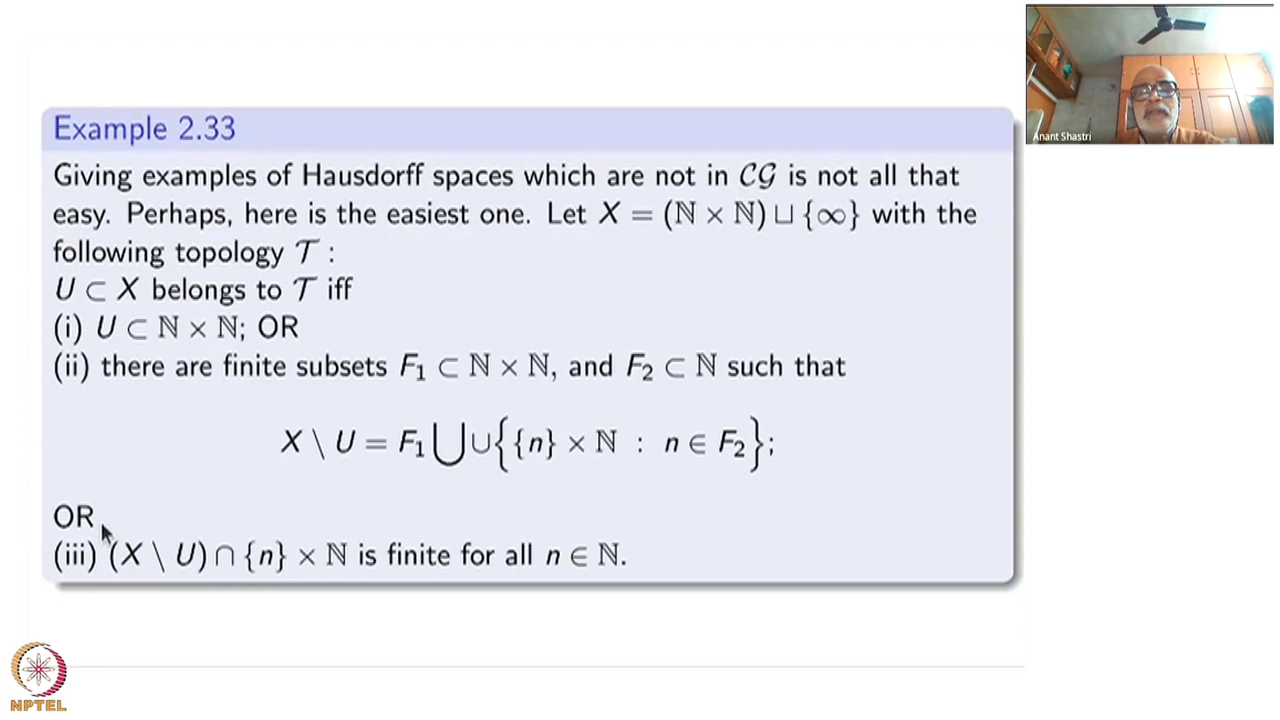 Example 2.33
Giving examples of Hausdorff spaces which are not in 𝒞𝒢 is not all that
easy. Perhaps, here is the easiest one. Let X = (ℕ × ℕ) ⊔ {∞} with the
following topology 𝒯 :
U ⊂ X belongs to 𝒯 iff
(i) U ⊂ ℕ × ℕ; OR
(ii) there are finite subsets F₁ ⊂ ℕ × ℕ, and F₂ ⊂ ℕ such that
X \ U = F₁ ⋃ ∪{{n} × ℕ : n ∈ F₂};
OR
(iii) (X \ U) ∩ {n} × ℕ is finite for all n ∈ ℕ.
Anant Shastri
NPTEL